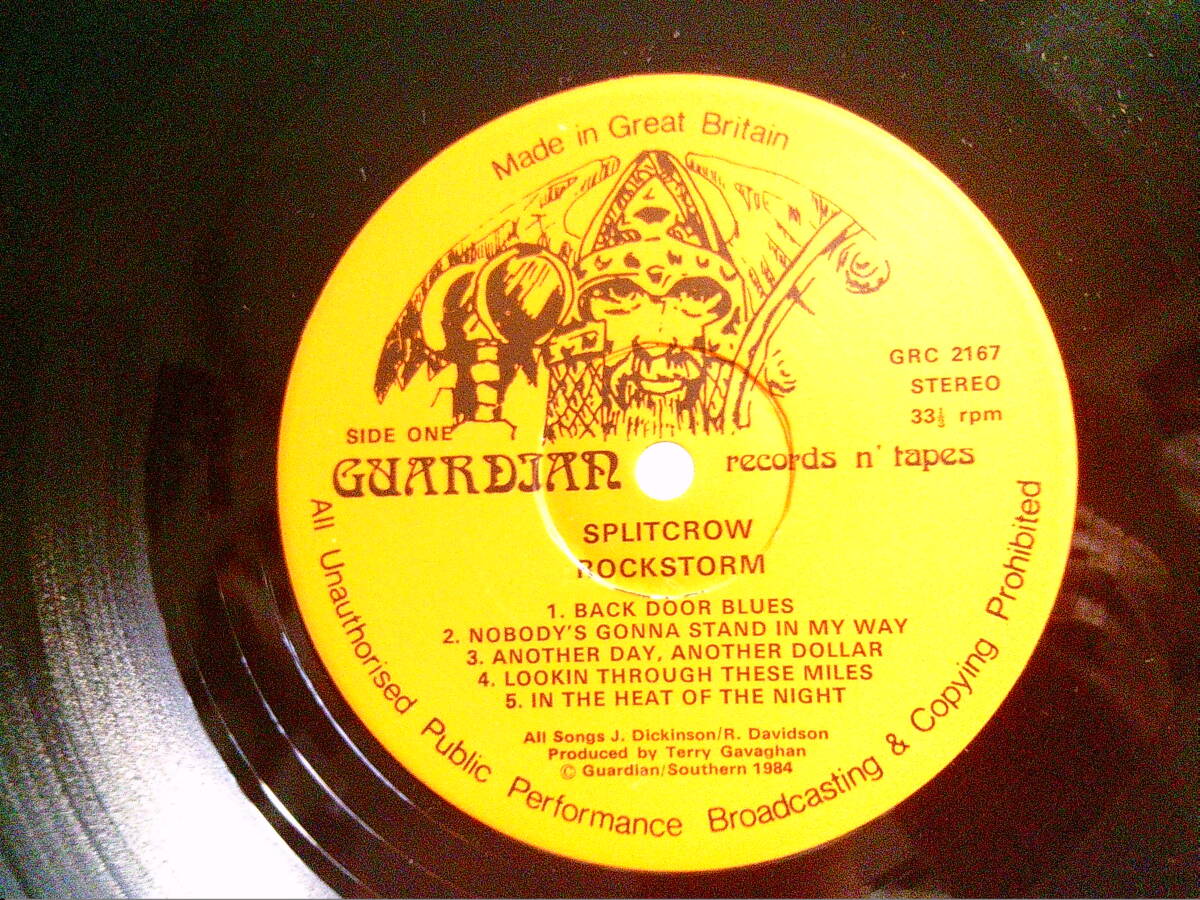 Made in Great Britain
GRC 2167
STEREO
33⅓ rpm
SIDE ONE
GUARDIAN records n' tapes
SPLITCROW
ROCKSTORM
1. BACK DOOR BLUES
2. NOBODY'S GONNA STAND IN MY WAY
3. ANOTHER DAY, ANOTHER DOLLAR
4. LOOKIN THROUGH THESE MILES
5. IN THE HEAT OF THE NIGHT
All Songs J. Dickinson/R. Davidson
Produced by Terry Gavaghan
© Guardian/Southern 1984
All Unauthorised Public Performance Broadcasting & Copying Prohibited